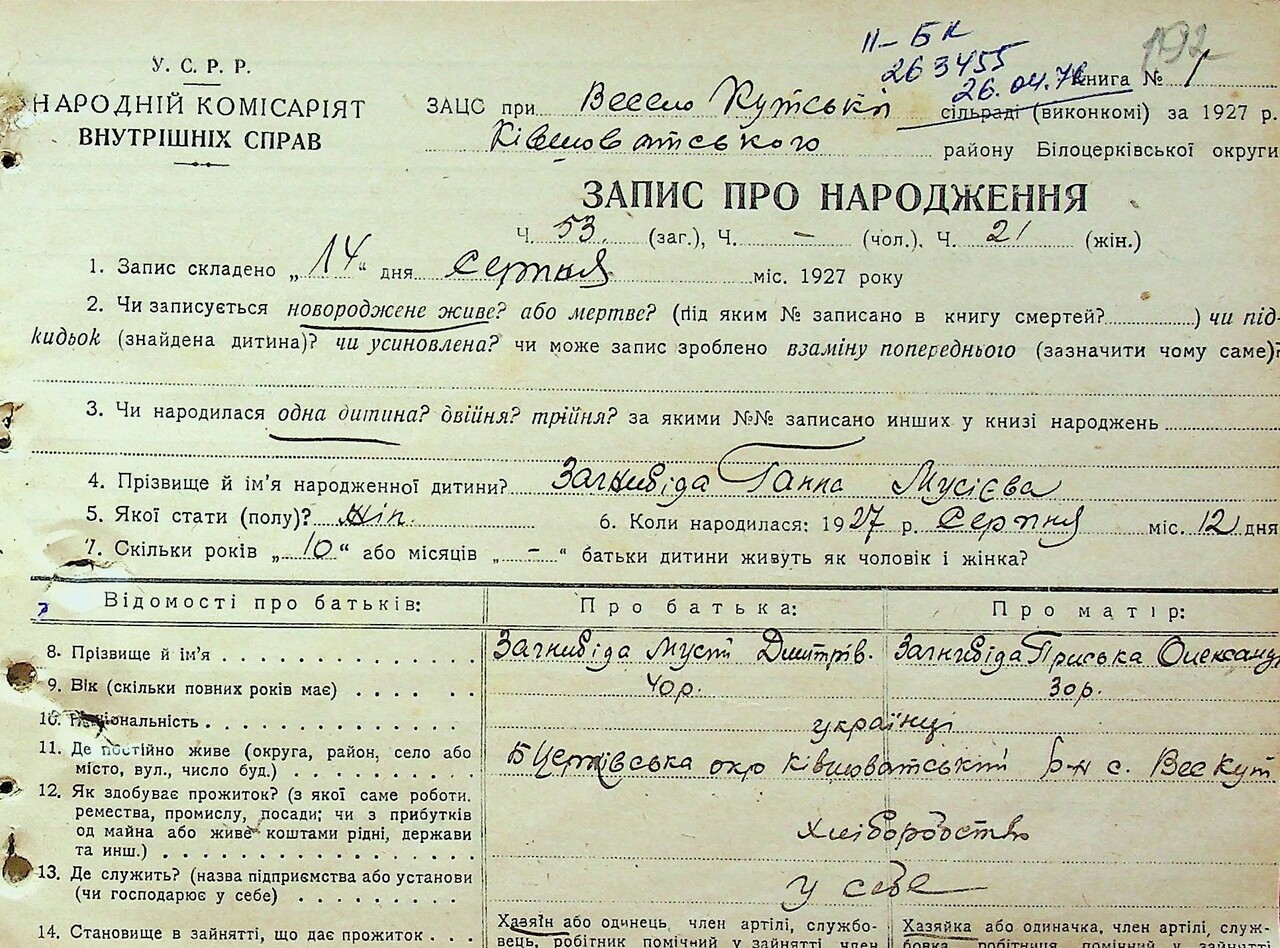 192
II – БК
263455
26.04.7
У. С. Р. Р.
НАРОДНІЙ КОМІСАРІЯТ
ВНУТРІШНІХ СПРАВ
Книга № 1
ЗАЦС при Весело Кутській сільраді (виконкомі) за 1927 р.
Ківшоватського району Білоцерківської округи
ЗАПИС ПРО НАРОДЖЕННЯ
Ч. 53. (заг.), Ч. – (чол.). Ч. 21 (жін.)
1. Запис складено „ 14 “ дня Серпня міс. 1927 року
2. Чи записується новороджене живе? або мертве? (під яким № записано в книгу смертей? ) чи під-
кидьок (знайдена дитина)? чи усиновлена? чи може запис зроблено взаміну попереднього (зазначити чому саме)?
3. Чи народилася одна дитина? двійня? трійня? за якими №№ записано инших у книзі народжень
4. Прізвище й ім’я народженної дитини? Загнибіда Ганна Мусієва
5. Якої стати (полу)? жін. 6. Коли народилася: 1927 р. Серпня міс. 12 дня
7. Скільки років „ 10 “ або місяців „ – “ батьки дитини живуть як чоловік і жінка?
Відомості про батьків: Про батька: Про матір:
8. Прізвище й ім’я Загнибіда Мусій Дмитрів. Загнибіда Приська Олександ
9. Вік (скільки повних років має) 40 р. 30 р.
10. Національність українці
11. Де постійно живе (округа, район, село або
місто, вул., число буд.) Б Церківська окр Ківшоватський р-н с. Вес Кут
12. Як здобуває прожиток? (з якої саме роботи.
ремества, промислу, посади; чи з прибутків
од майна або живе коштами рідні, держави
та инш.) Хліборобство
13. Де служить? (назва підприємства або установи
(чи господарює у себе) у себе
14. Становище в зайнятті, що дає прожиток
Хазяїн або одинець, член артілі, службо-
вець, робітник помічний у зайнятті член
Хазяйка або одиначка, член артілі, служ-
бовка, робітниця помічний у зайнятті